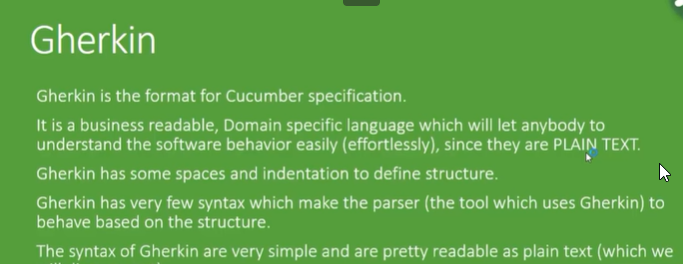 Gherkin
Gherkin is the format for Cucumber specification.
It is a business readable, Domain specific language which will let anybody to
understand the software behavior easily (effortlessly), since they are PLAIN TEXT.
Gherkin has some spaces and indentation to define structure.
Gherkin has very few syntax which make the parser (the tool which uses Gherkin) to
behave based on the structure.
The syntax of Gherkin are very simple and are pretty readable as plain text (which we